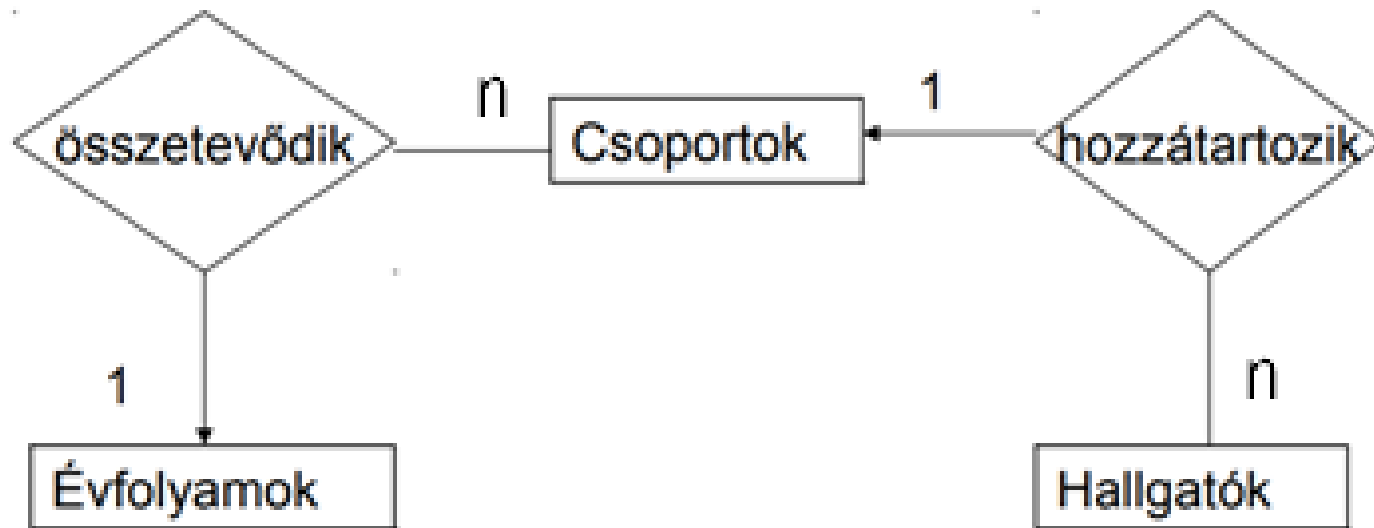 n
1
összetevődik
Csoportok
hozzátartozik
1
n
Évfolyamok
Hallgatók